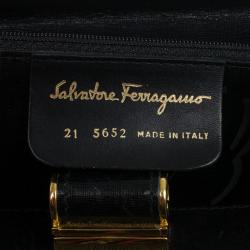 Salvatore Ferragamo
21 5652 MADE IN ITALY